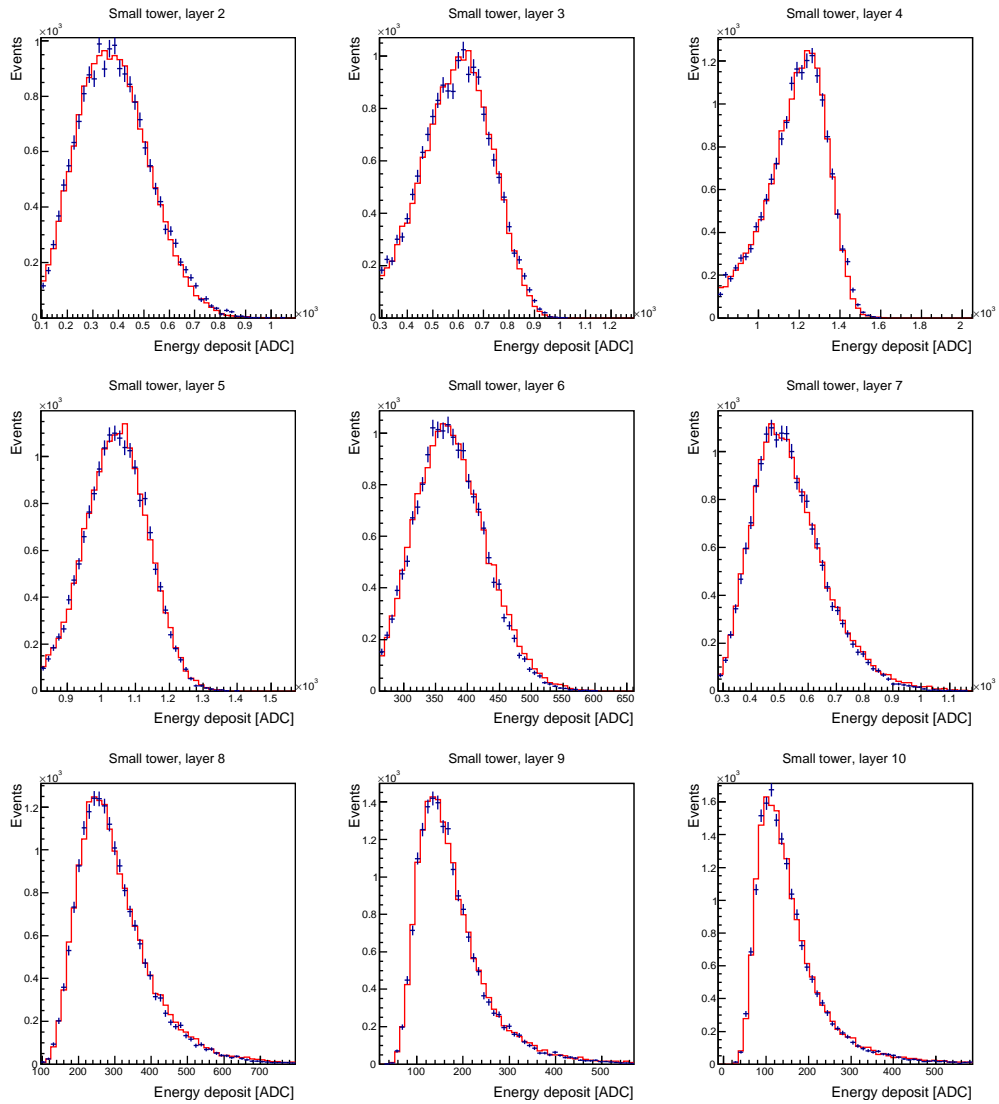 Small tower, layer 2
×10³
Events
1
0.8
0.6
0.4
0.2
0
0.1 0.2 0.3 0.4 0.5 0.6 0.7 0.8 0.9 1
×10³
Energy deposit [ADC]
Small tower, layer 3
×10³
Events
1
0.8
0.6
0.4
0.2
0
0.3 0.4 0.5 0.6 0.7 0.8 0.9 1 1.1 1.2
×10³
Energy deposit [ADC]
Small tower, layer 4
×10³
Events
1.2
1
0.8
0.6
0.4
0.2
0
1 1.2 1.4 1.6 1.8 2
×10³
Energy deposit [ADC]
Small tower, layer 5
×10³
Events
1
0.8
0.6
0.4
0.2
0
0.9 1 1.1 1.2 1.3 1.4 1.5
×10³
Energy deposit [ADC]
Small tower, layer 6
×10³
Events
1
0.8
0.6
0.4
0.2
0
300 350 400 450 500 550 600 650
Energy deposit [ADC]
Small tower, layer 7
×10³
Events
1
0.8
0.6
0.4
0.2
0
0.3 0.4 0.5 0.6 0.7 0.8 0.9 1 1.1
×10³
Energy deposit [ADC]
Small tower, layer 8
×10³
Events
1.2
1
0.8
0.6
0.4
0.2
0
100 200 300 400 500 600 700
Energy deposit [ADC]
Small tower, layer 9
×10³
Events
1.4
1.2
1
0.8
0.6
0.4
0.2
0
100 200 300 400 500
Energy deposit [ADC]
Small tower, layer 10
×10³
Events
1.6
1.4
1.2
1
0.8
0.6
0.4
0.2
0
0 100 200 300 400 500
Energy deposit [ADC]